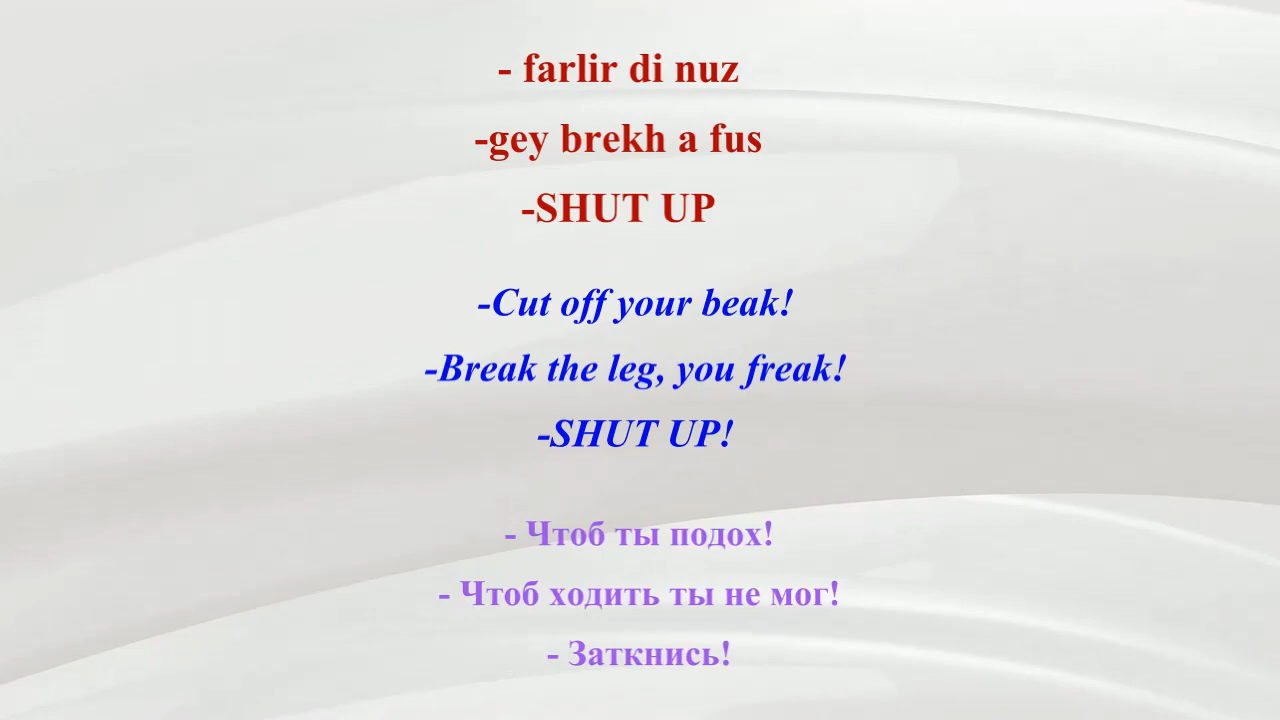 - farlir di nuz
-gey brekh a fus
-SHUT UP
-Cut off your beak!
-Break the leg, you freak!
-SHUT UP!
- Чтоб ты подох!
- Чтоб ходить ты не мог!
- Заткнись!